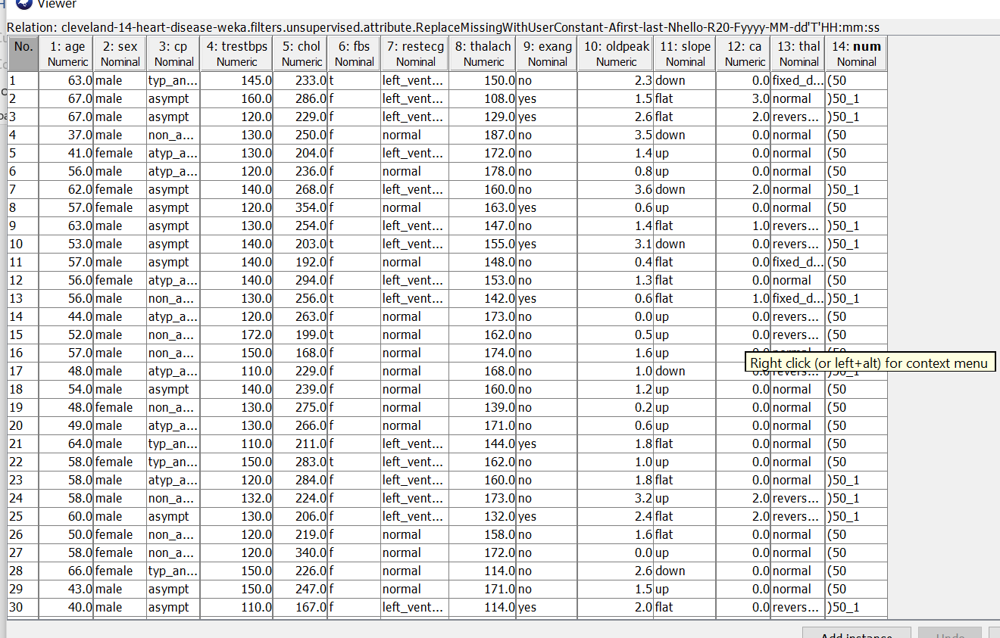 Viewer
Relation: cleveland-14-heart-disease-weka.filters.unsupervised.attribute.ReplaceMissingWithUserConstant-Afirst-last-Nhello-R20-Fyyyy-MM-dd'T'HH:mm:ss
No. 1: age 2: sex 3: cp 4: trestbps 5: chol 6: fbs 7: restecg 8: thalach 9: exang 10: oldpeak 11: slope 12: ca 13: thal 14: num
Numeric Nominal Nominal Numeric Numeric Nominal Nominal Numeric Nominal Numeric Nominal Numeric Nominal Nominal
1 63.0 male typ_an... 145.0 233.0 t left_vent... 150.0 no 2.3 down 0.0 fixed_d... (50
2 67.0 male asympt 160.0 286.0 f left_vent... 108.0 yes 1.5 flat 3.0 normal )50_1
3 67.0 male asympt 120.0 229.0 f left_vent... 129.0 yes 2.6 flat 2.0 revers... )50_1
4 37.0 male non_a... 130.0 250.0 f normal 187.0 no 3.5 down 0.0 normal (50
5 41.0 female atyp_a... 130.0 204.0 f left_vent... 172.0 no 1.4 up 0.0 normal (50
6 56.0 male atyp_a... 120.0 236.0 f normal 178.0 no 0.8 up 0.0 normal (50
7 62.0 female asympt 140.0 268.0 f left_vent... 160.0 no 3.6 down 2.0 normal )50_1
8 57.0 female asympt 120.0 354.0 f normal 163.0 yes 0.6 up 0.0 normal (50
9 63.0 male asympt 130.0 254.0 f left_vent... 147.0 no 1.4 flat 1.0 revers... )50_1
10 53.0 male asympt 140.0 203.0 t left_vent... 155.0 yes 3.1 down 0.0 revers... )50_1
11 57.0 male asympt 140.0 192.0 f normal 148.0 no 0.4 flat 0.0 fixed_d... (50
12 56.0 female atyp_a... 140.0 294.0 f left_vent... 153.0 no 1.3 flat 0.0 normal (50
13 56.0 male non_a... 130.0 256.0 t left_vent... 142.0 yes 0.6 flat 1.0 fixed_d... )50_1
14 44.0 male atyp_a... 120.0 263.0 f normal 173.0 no 0.0 up 0.0 revers... (50
15 52.0 male non_a... 172.0 199.0 t normal 162.0 no 0.5 up 0.0 revers... (50
16 57.0 male non_a... 150.0 168.0 f normal 174.0 no 1.6 up 0.0 normal (50
Right click (or left+alt) for context menu
17 48.0 male atyp_a... 110.0 229.0 f normal 168.0 no 1.0 down 0.0 revers... )50_1
18 54.0 male asympt 140.0 239.0 f normal 160.0 no 1.2 up 0.0 normal (50
19 48.0 female non_a... 130.0 275.0 f normal 139.0 no 0.2 up 0.0 normal (50
20 49.0 male atyp_a... 130.0 266.0 f normal 171.0 no 0.6 up 0.0 normal (50
21 64.0 male typ_an... 110.0 211.0 f left_vent... 144.0 yes 1.8 flat 0.0 normal (50
22 58.0 female typ_an... 150.0 283.0 t left_vent... 162.0 no 1.0 up 0.0 normal (50
23 58.0 male atyp_a... 120.0 284.0 f left_vent... 160.0 no 1.8 flat 0.0 normal )50_1
24 58.0 male non_a... 132.0 224.0 f left_vent... 173.0 no 3.2 up 2.0 revers... )50_1
25 60.0 male asympt 130.0 206.0 f left_vent... 132.0 yes 2.4 flat 2.0 revers... )50_1
26 50.0 female non_a... 120.0 219.0 f normal 158.0 no 1.6 flat 0.0 normal (50
27 58.0 female non_a... 120.0 340.0 f normal 172.0 no 0.0 up 0.0 normal (50
28 66.0 female typ_an... 150.0 226.0 f normal 114.0 no 2.6 down 0.0 normal (50
29 43.0 male asympt 150.0 247.0 f normal 171.0 no 1.5 up 0.0 normal (50
30 40.0 male asympt 110.0 167.0 f left_vent... 114.0 yes 2.0 flat 0.0 revers... )50_1
Add instance Undo